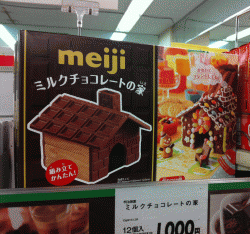 meiji
ミルクチョコレートの家
組み立て
かんたん!
ミルクチョコレートの家
12個入
1,000円